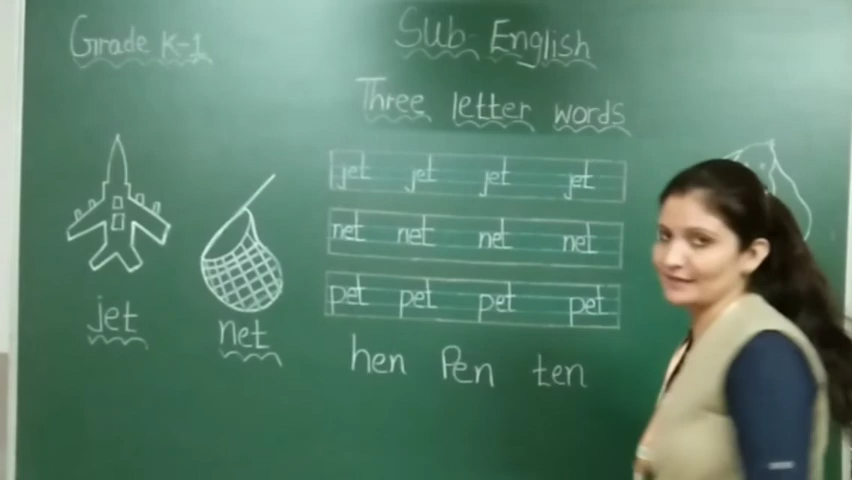 Grade K-1
Sub- English
Three letter words
jet jet jet jet
net net net net
pet pet pet pet
jet
net
hen Pen ten